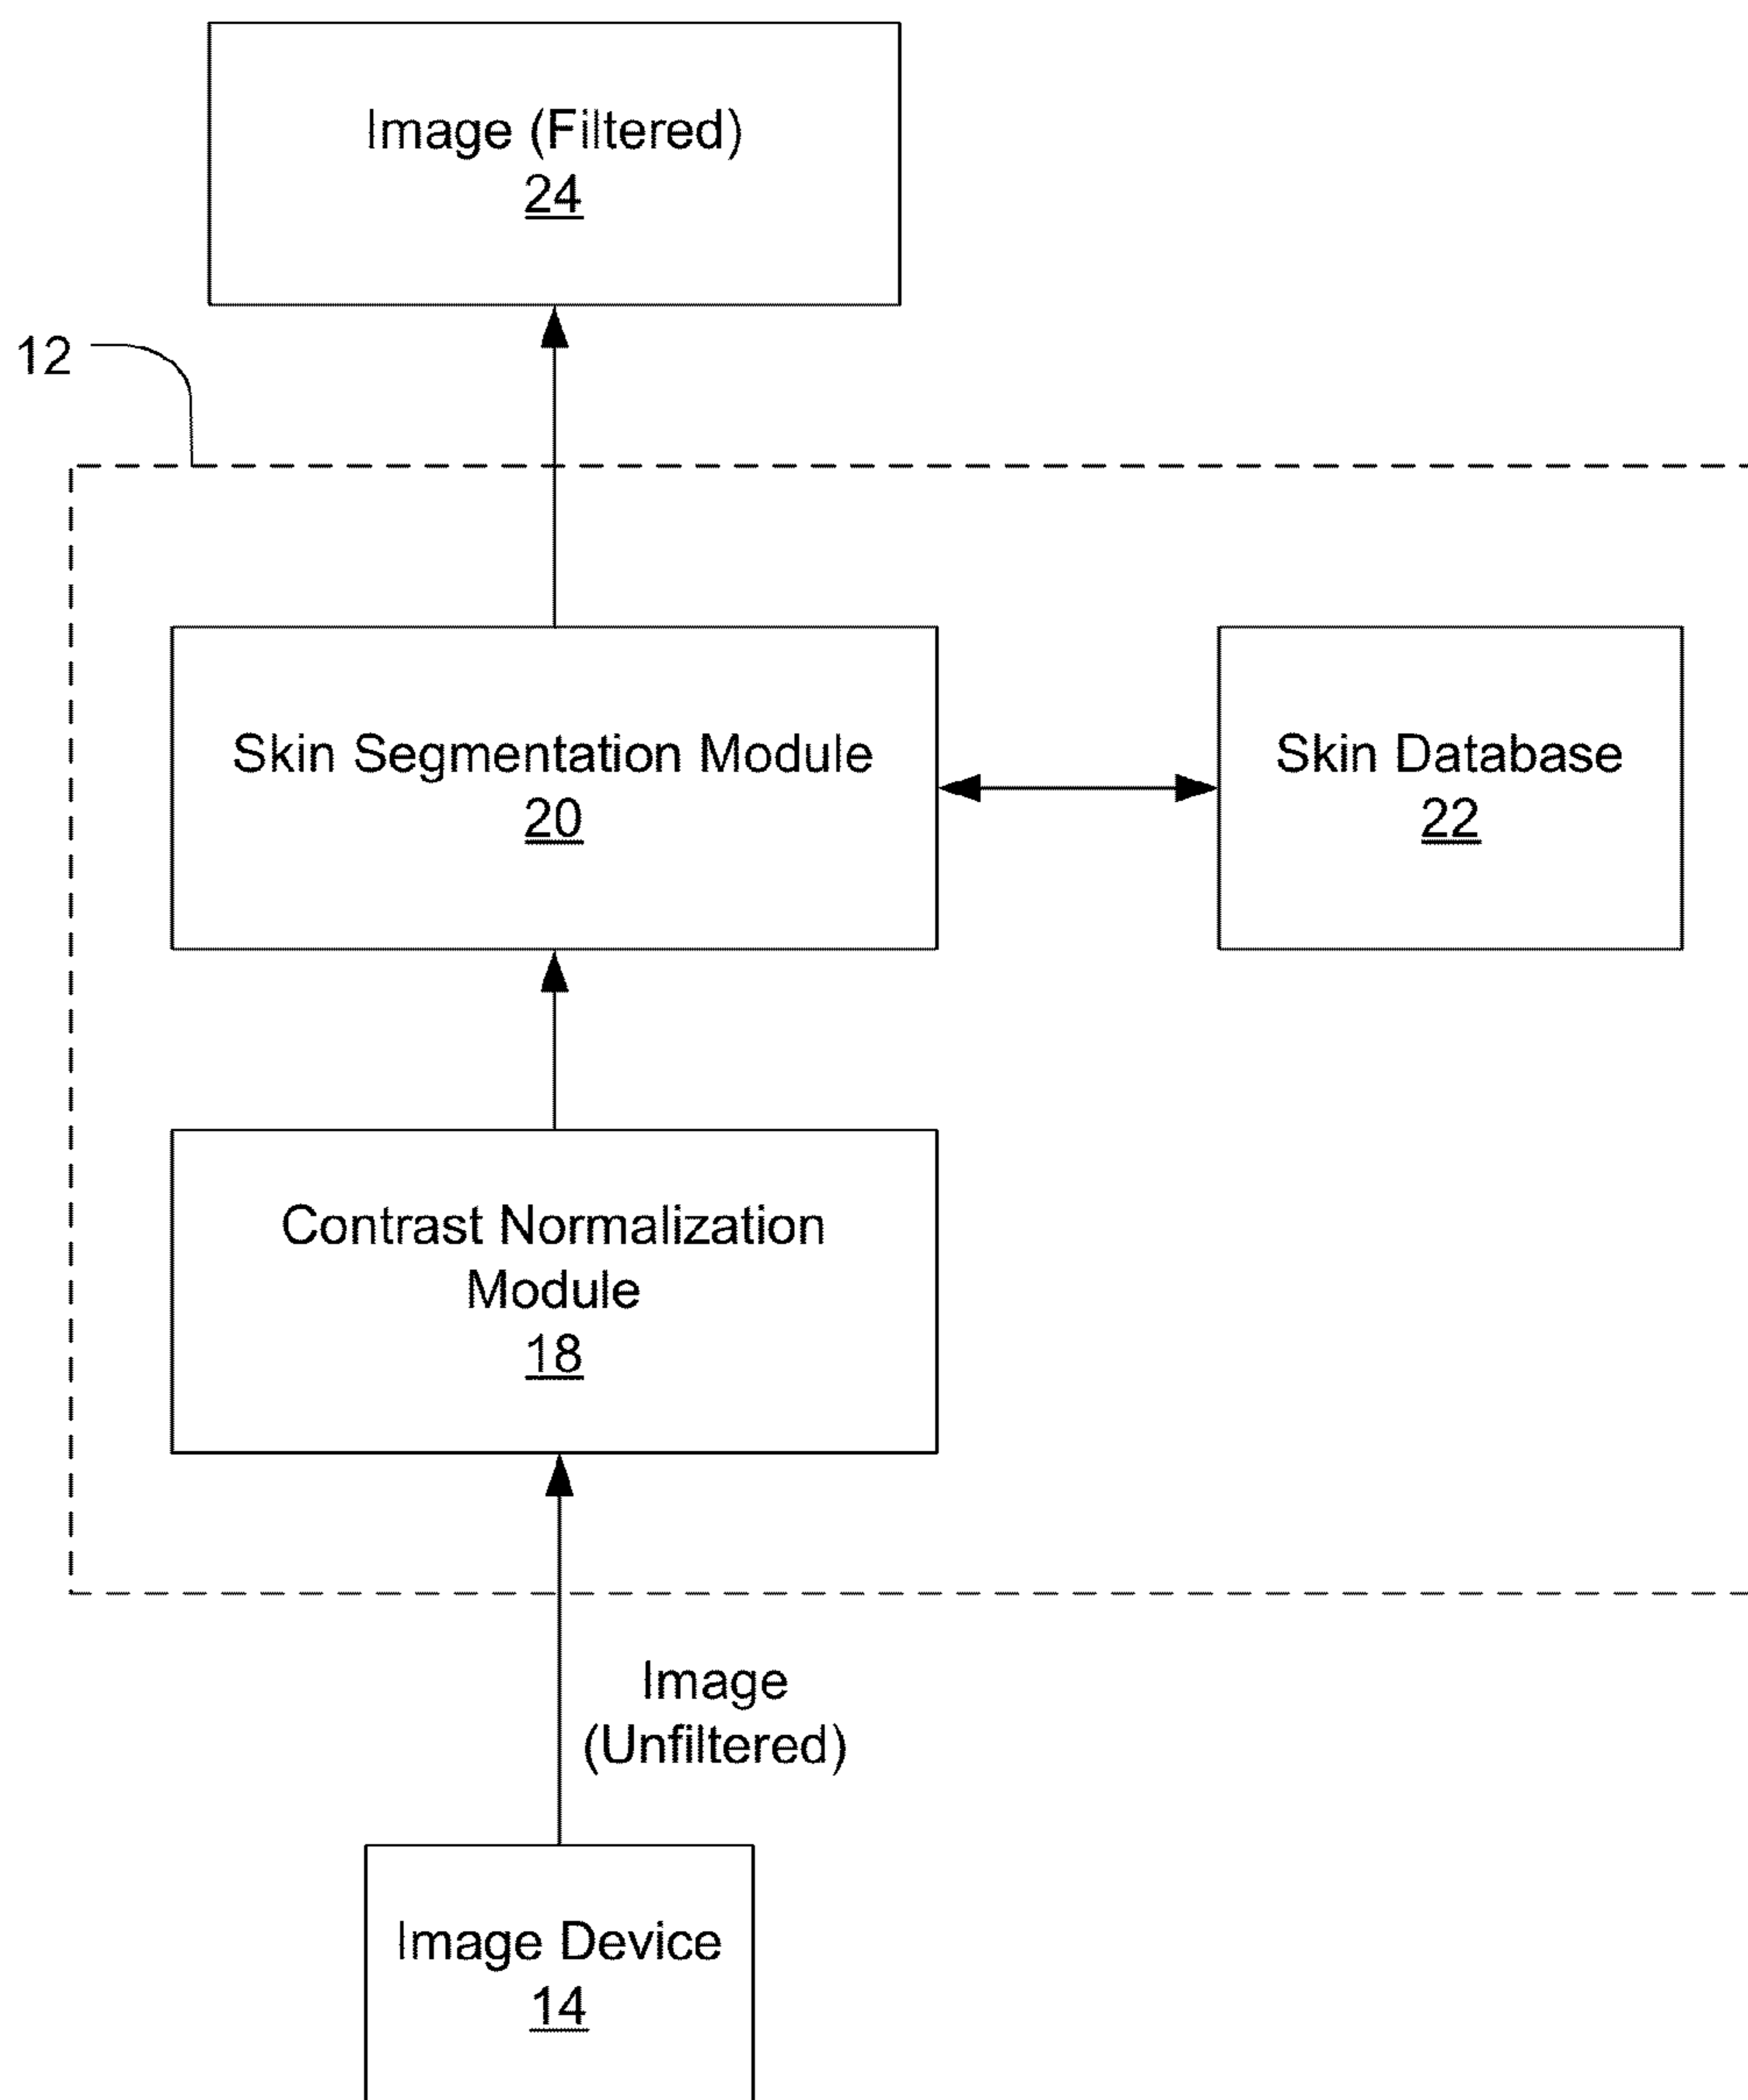 Image (Filtered)
24
12
Skin Segmentation Module
20
Skin Database
22
Contrast Normalization
Module
18
Image
(Unfiltered)
Image Device
14